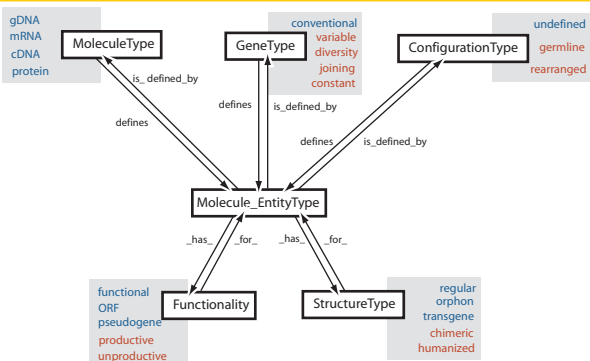 gDNA
mRNA
cDNA
protein
MoleculeType
conventional
variable
diversity
joining
constant
GeneType
undefined
germline
rearranged
ConfigurationType
is_ defined_by
defines
defines
is_defined_by
defines
is_defined_by
Molecule_EntityType
_has_
_for_
_has_
_for_
functional
ORF
pseudogene
productive
unproductive
Functionality
StructureType
regular
orphon
transgene
chimeric
humanized